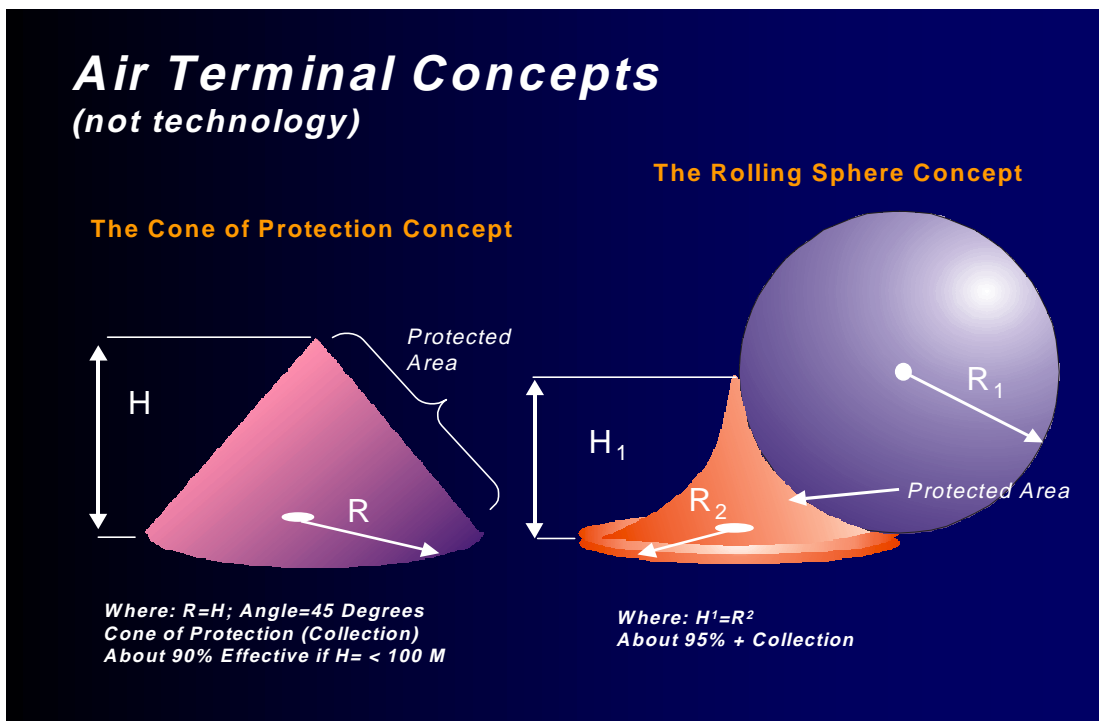 Air Terminal Concepts
(not technology)
The Rolling Sphere Concept
The Cone of Protection Concept
Protected
Area
H
R
H₁
R₁
R₂
Protected Area
Where: R=H; Angle=45 Degrees
Cone of Protection (Collection)
About 90% Effective if H= < 100 M
Where: H¹=R²
About 95% + Collection